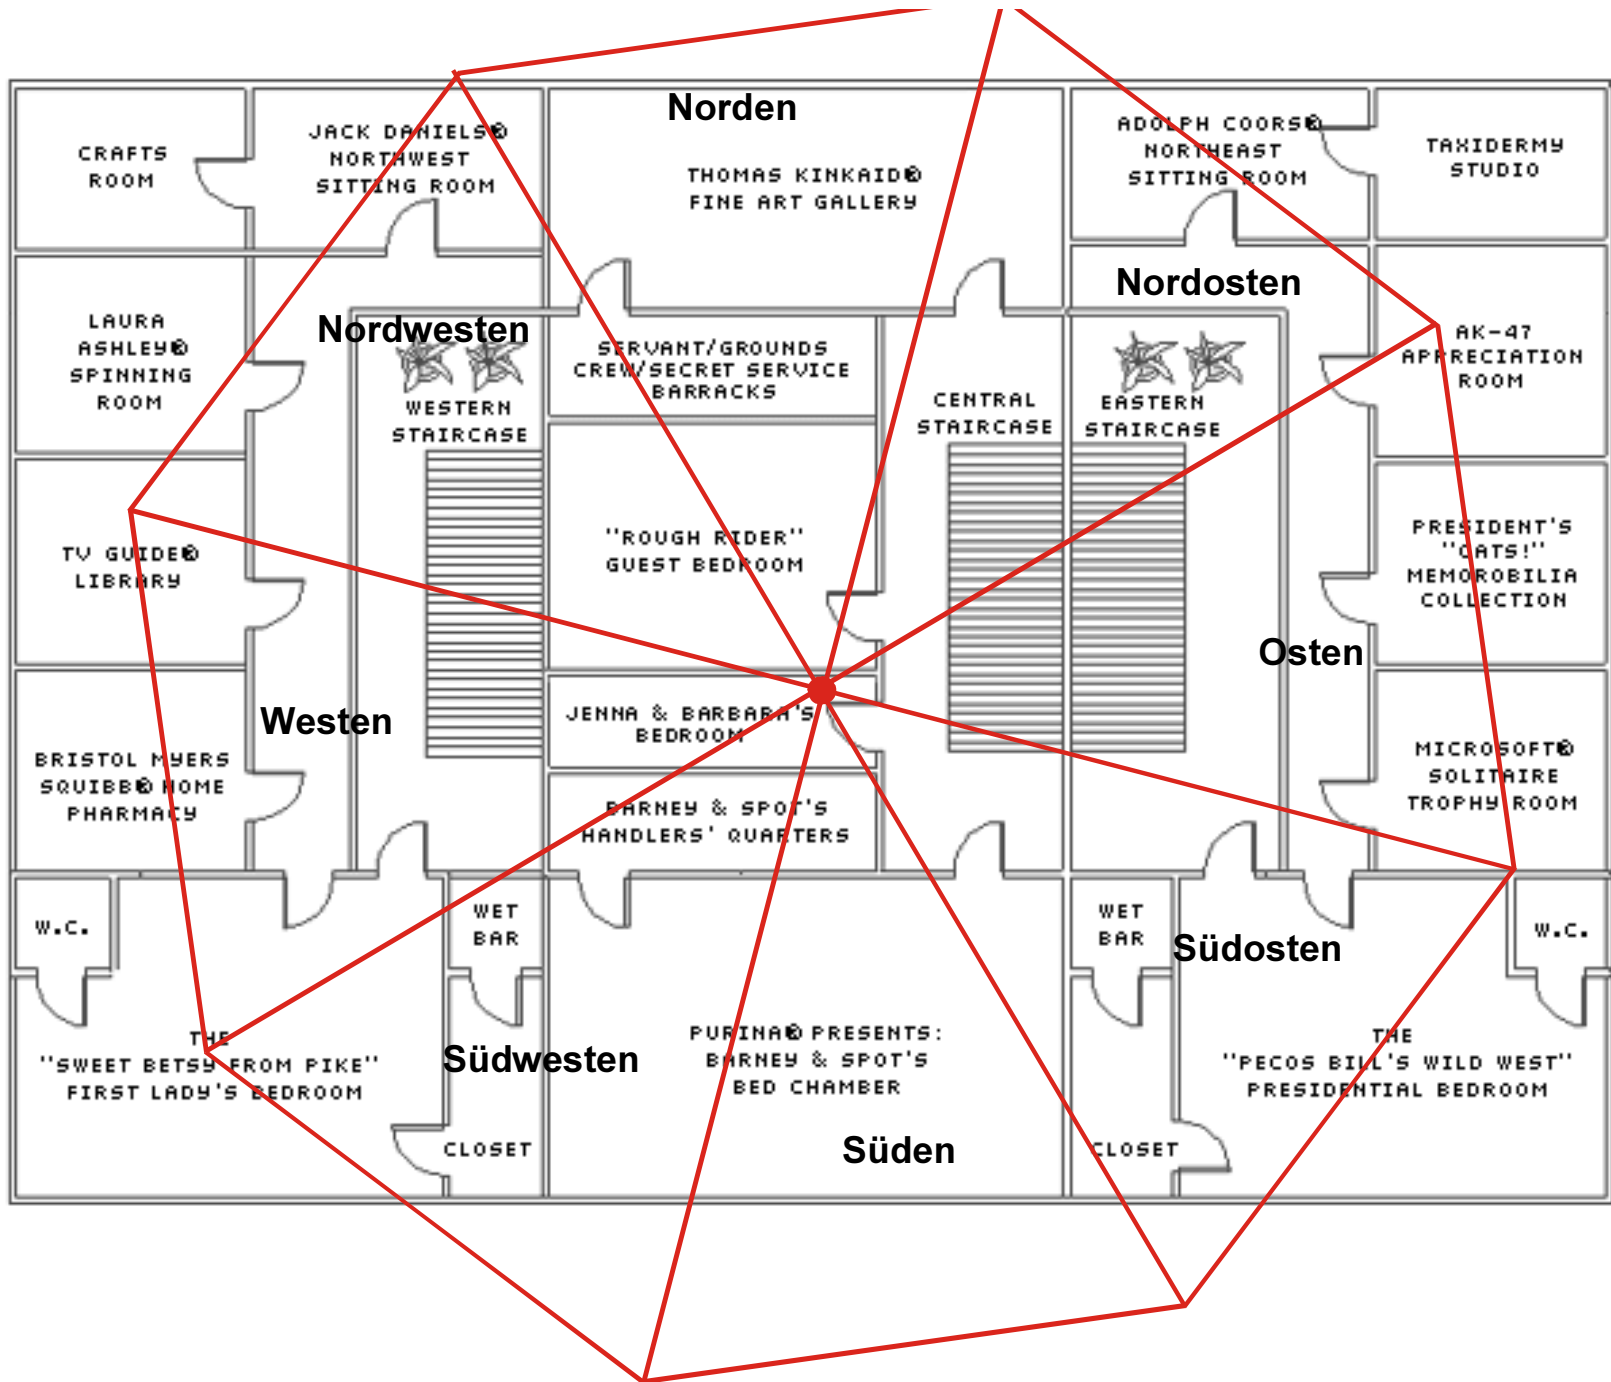 Norden
CRAFTS
ROOM
JACK DANIELS®
NORTHWEST
SITTING ROOM
THOMAS KINKAID®
FINE ART GALLERY
ADOLPH COORS®
NORTHEAST
SITTING ROOM
TAXIDERMY
STUDIO
Nordosten
Nordwesten
LAURA
ASHLEY®
SPINNING
ROOM
SERVANT/GROUNDS
CREW/SECRET SERVICE
BARRACKS
AK-47
APPRECIATION
ROOM
WESTERN
STAIRCASE
CENTRAL
STAIRCASE
EASTERN
STAIRCASE
TV GUIDE®
LIBRARY
"ROUGH RIDER"
GUEST BEDROOM
PRESIDENT'S
"CATS!"
MEMOROBILIA
COLLECTION
Osten
Westen
JENNA & BARBARA'S
BEDROOM
BRISTOL MYERS
SQUIBB® HOME
PHARMACY
BARNEY & SPOT'S
HANDLERS' QUARTERS
MICROSOFT®
SOLITAIRE
TROPHY ROOM
W.C.
WET
BAR
WET
BAR
Südosten
W.C.
THE
"SWEET BETSY FROM PIKE"
FIRST LADY'S BEDROOM
Südwesten
PURINA® PRESENTS:
BARNEY & SPOT'S
BED CHAMBER
THE
"PECOS BILL'S WILD WEST"
PRESIDENTIAL BEDROOM
CLOSET
Süden
CLOSET